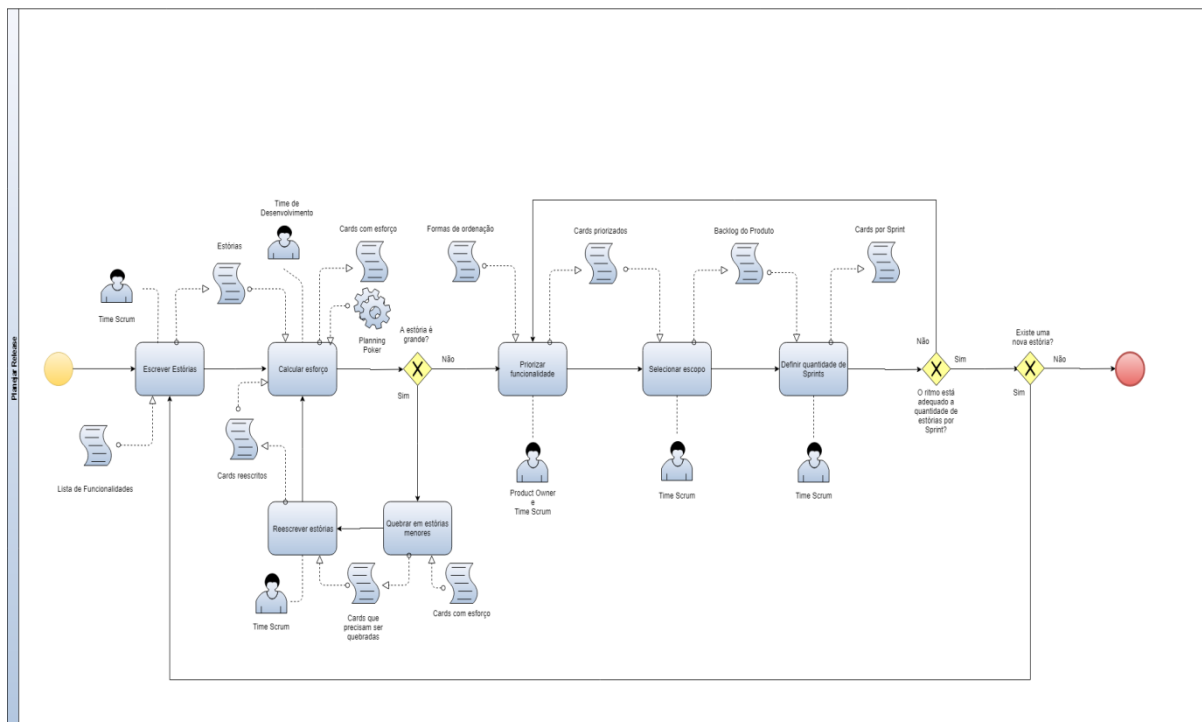 Planejar Release
Time Scrum
Escrever Estórias
Lista de Funcionalidades
Estórias
Time de
Desenvolvimento
Cards com esforço
Planning
Poker
Calcular esforço
Cards reescritos
Reescrever estórias
Time Scrum
Cards que
precisam ser
quebradas
Quebrar em estórias
menores
Cards com esforço
A estória é
grande?
Não
Sim
Formas de ordenação
Priorizar
funcionalidade
Product Owner
e
Time Scrum
Cards priorizados
Selecionar escopo
Time Scrum
Backlog do Produto
Definir quantidade de
Sprints
Time Scrum
Cards por Sprint
Não
Sim
O ritmo está
adequado a
quantidade de
estórias por
Sprint?
Existe uma
nova estória?
Não
Sim